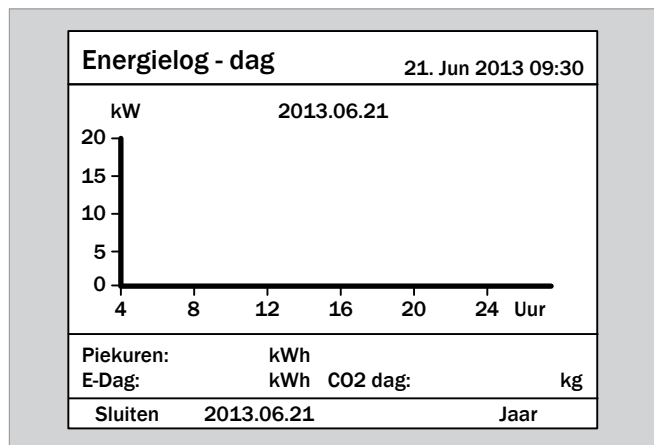 Energielog - dag 21. Jun 2013 09:30
kW 2013.06.21
20
15
10
5
0
4 8 12 16 20 24 Uur
Piekuren: kWh
E-Dag: kWh CO2 dag: kg
Sluiten 2013.06.21 Jaar